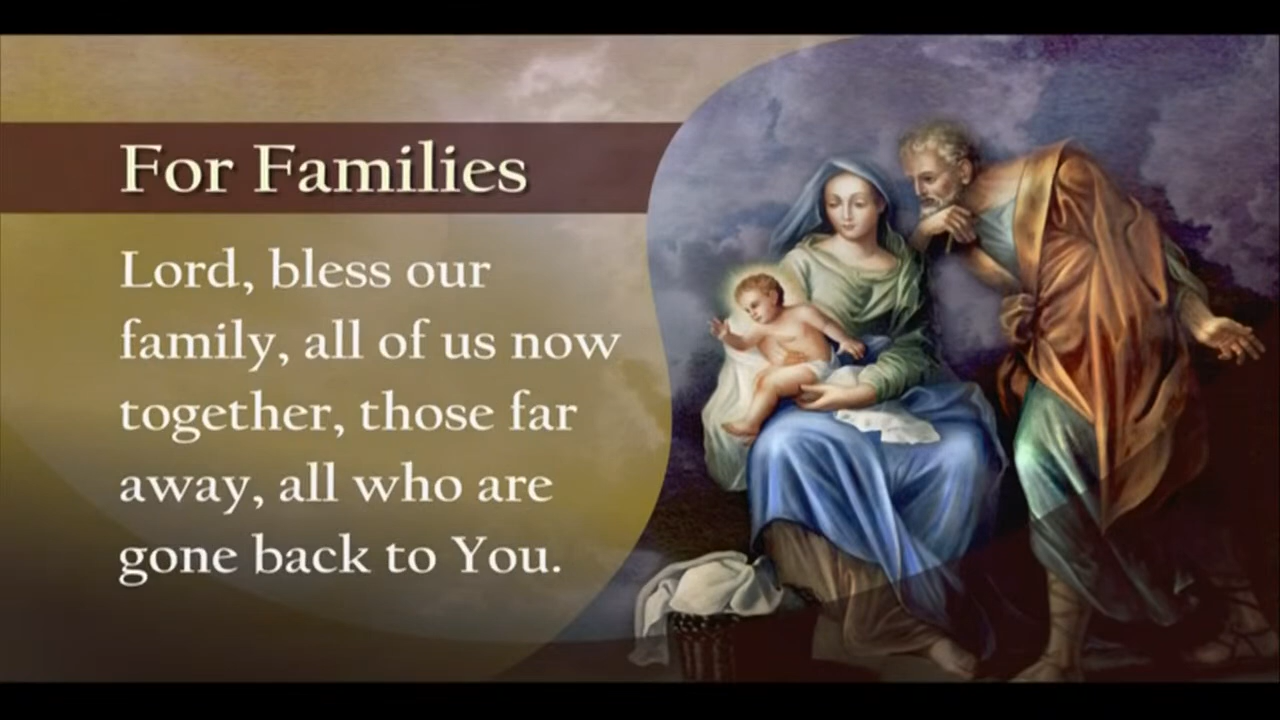 For Families
Lord, bless our
family, all of us now
together, those far
away, all who are
gone back to You.